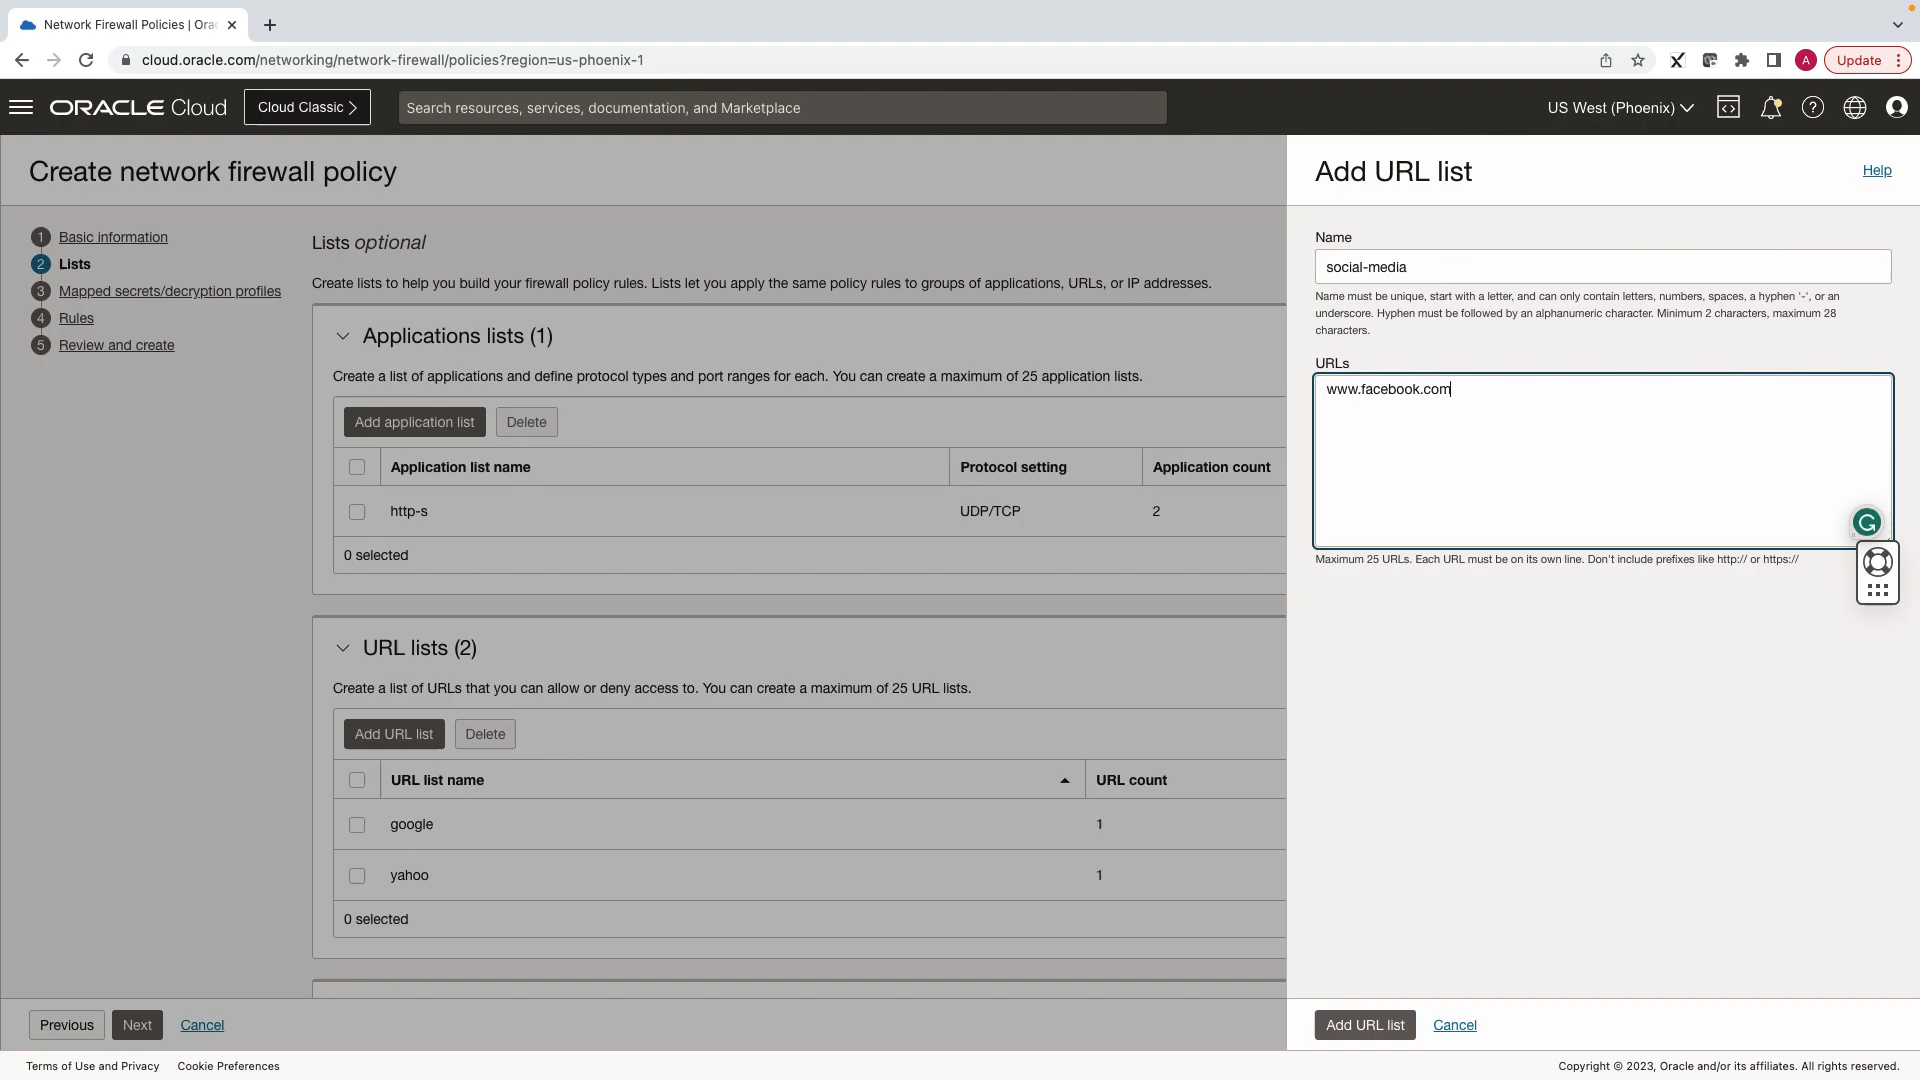 Network Firewall Policies | Orac
cloud.oracle.com/networking/network-firewall/policies?region=us-phoenix-1
A
Update
ORACLE Cloud
Cloud Classic
Search resources, services, documentation, and Marketplace
US West (Phoenix)
Create network firewall policy
1 Basic information
2 Lists
3 Mapped secrets/decryption profiles
4 Rules
5 Review and create
Lists optional
Create lists to help you build your firewall policy rules. Lists let you apply the same policy rules to groups of applications, URLs, or IP addresses.
Applications lists (1)
Create a list of applications and define protocol types and port ranges for each. You can create a maximum of 25 application lists.
Add application list
Delete
Application list name
Protocol setting
Application count
http-s
UDP/TCP
2
0 selected
URL lists (2)
Create a list of URLs that you can allow or deny access to. You can create a maximum of 25 URL lists.
Add URL list
Delete
URL list name
URL count
google
1
yahoo
1
0 selected
Previous
Next
Cancel
Add URL list
Help
Name
social-media
Name must be unique, start with a letter, and can only contain letters, numbers, spaces, a hyphen '-', or an
underscore. Hyphen must be followed by an alphanumeric character. Minimum 2 characters, maximum 28
characters.
URLs
www.facebook.com
Maximum 25 URLs. Each URL must be on its own line. Don't include prefixes like http:// or https://
Add URL list
Cancel
Terms of Use and Privacy
Cookie Preferences
Copyright © 2023, Oracle and/or its affiliates. All rights reserved.